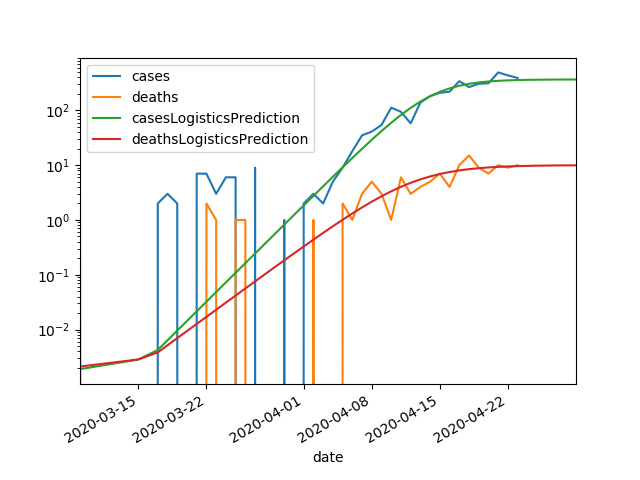 cases
deaths
casesLogisticsPrediction
deathsLogisticsPrediction
10²
10¹
10⁰
10⁻¹
10⁻²
2020-03-15
2020-03-22
2020-04-01
2020-04-08
2020-04-15
2020-04-22
date